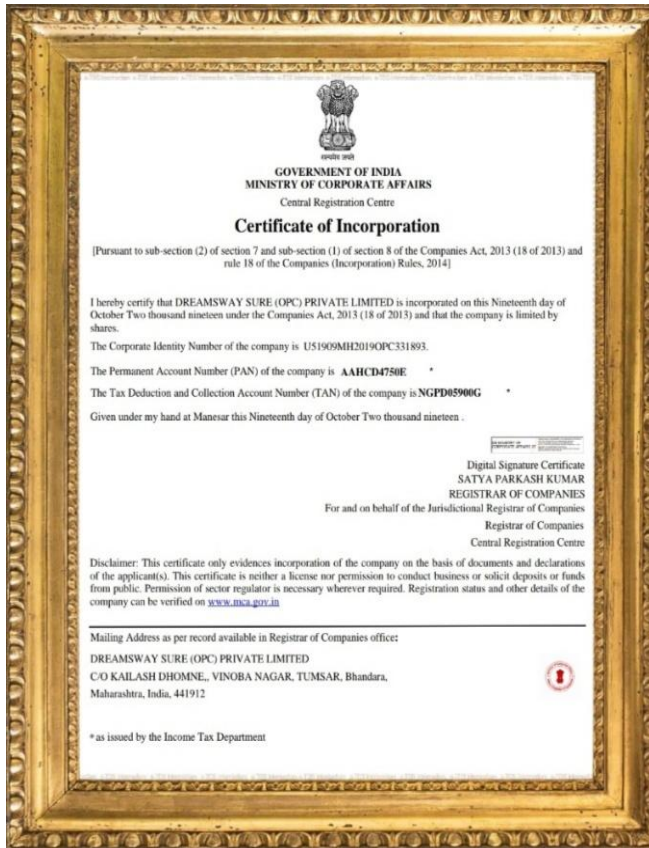 सत्यमेव जयते
GOVERNMENT OF INDIA
MINISTRY OF CORPORATE AFFAIRS
Central Registration Centre
Certificate of Incorporation
[Pursuant to sub-section (2) of section 7 and sub-section (1) of section 8 of the Companies Act, 2013 (18 of 2013) and
rule 18 of the Companies (Incorporation) Rules, 2014]
I hereby certify that DREAMSWAY SURE (OPC) PRIVATE LIMITED is incorporated on this Nineteenth day of
October Two thousand nineteen under the Companies Act, 2013 (18 of 2013) and that the company is limited by
shares.
The Corporate Identity Number of the company is U51909MH2019OPC331893.
The Permanent Account Number (PAN) of the company is AAHCD4750E *
The Tax Deduction and Collection Account Number (TAN) of the company is NGPD05900G *
Given under my hand at Manesar this Nineteenth day of October Two thousand nineteen .
Digital Signature Certificate
SATYA PARKASH KUMAR
REGISTRAR OF COMPANIES
For and on behalf of the Jurisdictional Registrar of Companies
Registrar of Companies
Central Registration Centre
Disclaimer: This certificate only evidences incorporation of the company on the basis of documents and declarations
of the applicant(s). This certificate is neither a license nor permission to conduct business or solicit deposits or funds
from public. Permission of sector regulator is necessary wherever required. Registration status and other details of the
company can be verified on www.mca.gov.in
Mailing Address as per record available in Registrar of Companies office:
DREAMSWAY SURE (OPC) PRIVATE LIMITED
C/O KAILASH DHOMNE,, VINOBA NAGAR, TUMSAR, Bhandara,
Maharashtra, India, 441912
* as issued by the Income Tax Department